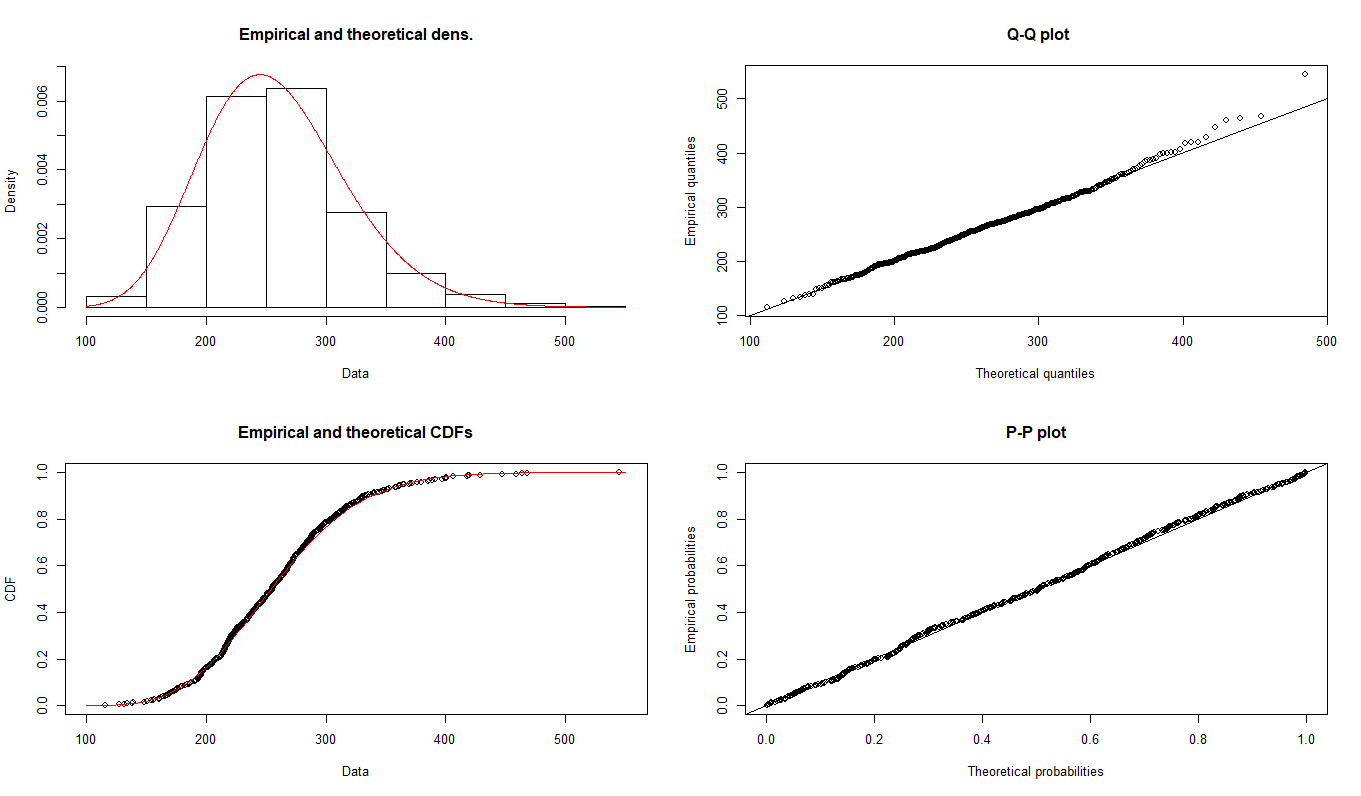 Empirical and theoretical dens.
Density
0.000 0.002 0.004 0.006
100 200 300 400 500
Data
Q-Q plot
Empirical quantiles
100 200 300 400 500
100 200 300 400 500
Theoretical quantiles
Empirical and theoretical CDFs
CDF
0.0 0.2 0.4 0.6 0.8 1.0
100 200 300 400 500
Data
P-P plot
Empirical probabilities
0.0 0.2 0.4 0.6 0.8 1.0
0.0 0.2 0.4 0.6 0.8 1.0
Theoretical probabilities